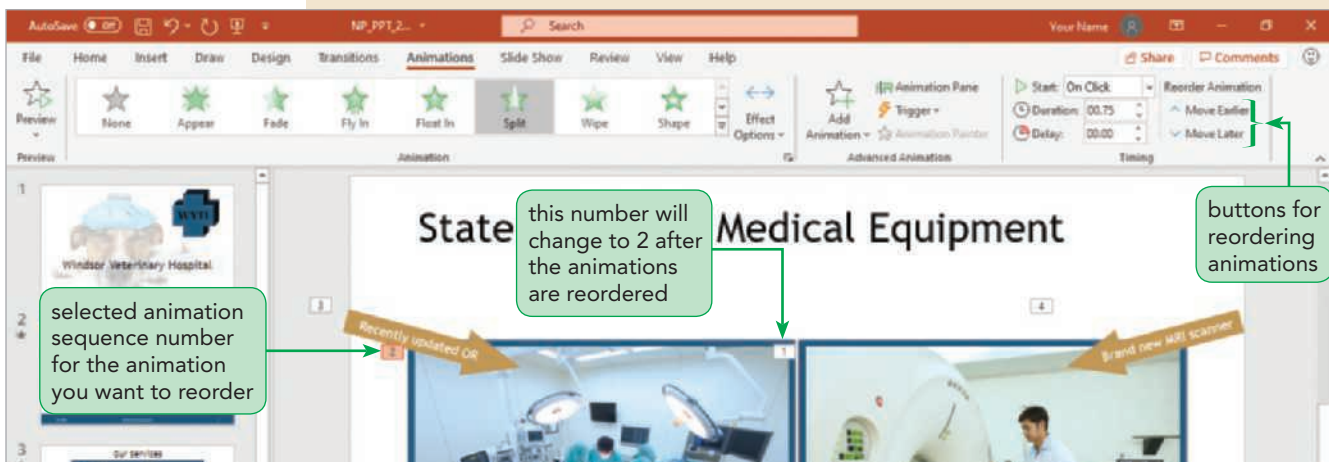 AutoSave Off NP_PPT_2... Search Your Name
File Home Insert Draw Design Transitions Animations Slide Show Review View Help Share Comments
Preview None Appear Fade Fly In Float In Split Wipe Shape Effect Options Add Animation Animation Pane Trigger Animation Painter Start: On Click Duration: 00.75 Delay: 00.00 Reorder Animation Move Earlier Move Later
Preview Animation Advanced Animation Timing
1
WVH
Windsor Veterinary Hospital
2
3
Our Services
State Medical Equipment
this number will
change to 2 after
the animations
are reordered
buttons for
reordering
animations
selected animation
sequence number
for the animation
you want to reorder
3
4
Recently updated OR
Brand new MRI scanner
2
1